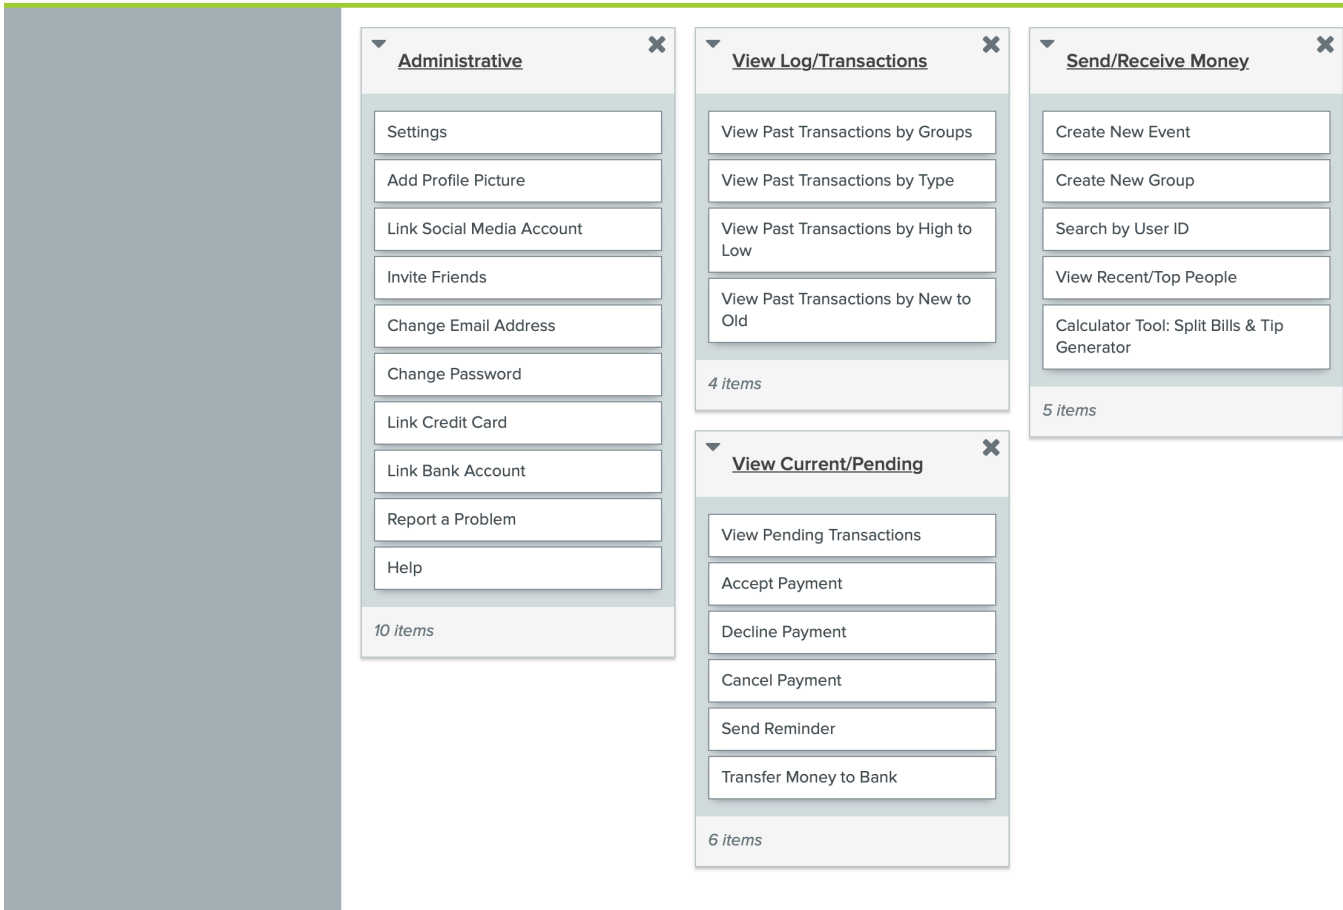 Administrative
Settings
Add Profile Picture
Link Social Media Account
Invite Friends
Change Email Address
Change Password
Link Credit Card
Link Bank Account
Report a Problem
Help
10 items
View Log/Transactions
View Past Transactions by Groups
View Past Transactions by Type
View Past Transactions by High to
Low
View Past Transactions by New to
Old
4 items
View Current/Pending
View Pending Transactions
Accept Payment
Decline Payment
Cancel Payment
Send Reminder
Transfer Money to Bank
6 items
Send/Receive Money
Create New Event
Create New Group
Search by User ID
View Recent/Top People
Calculator Tool: Split Bills & Tip
Generator
5 items